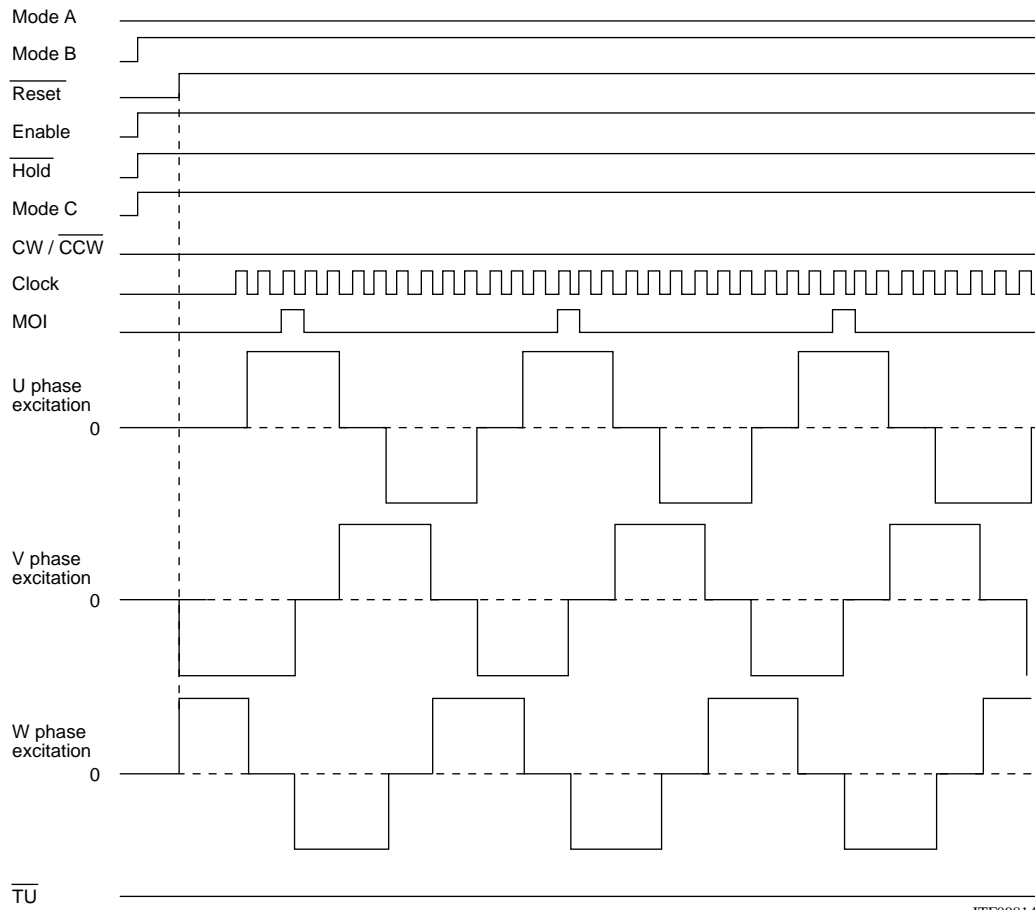 Mode A
Mode B
Reset
Enable
Hold
Mode C
CW / CCW
Clock
MOI
U phase
excitation
0
V phase
excitation
0
W phase
excitation
0
TU